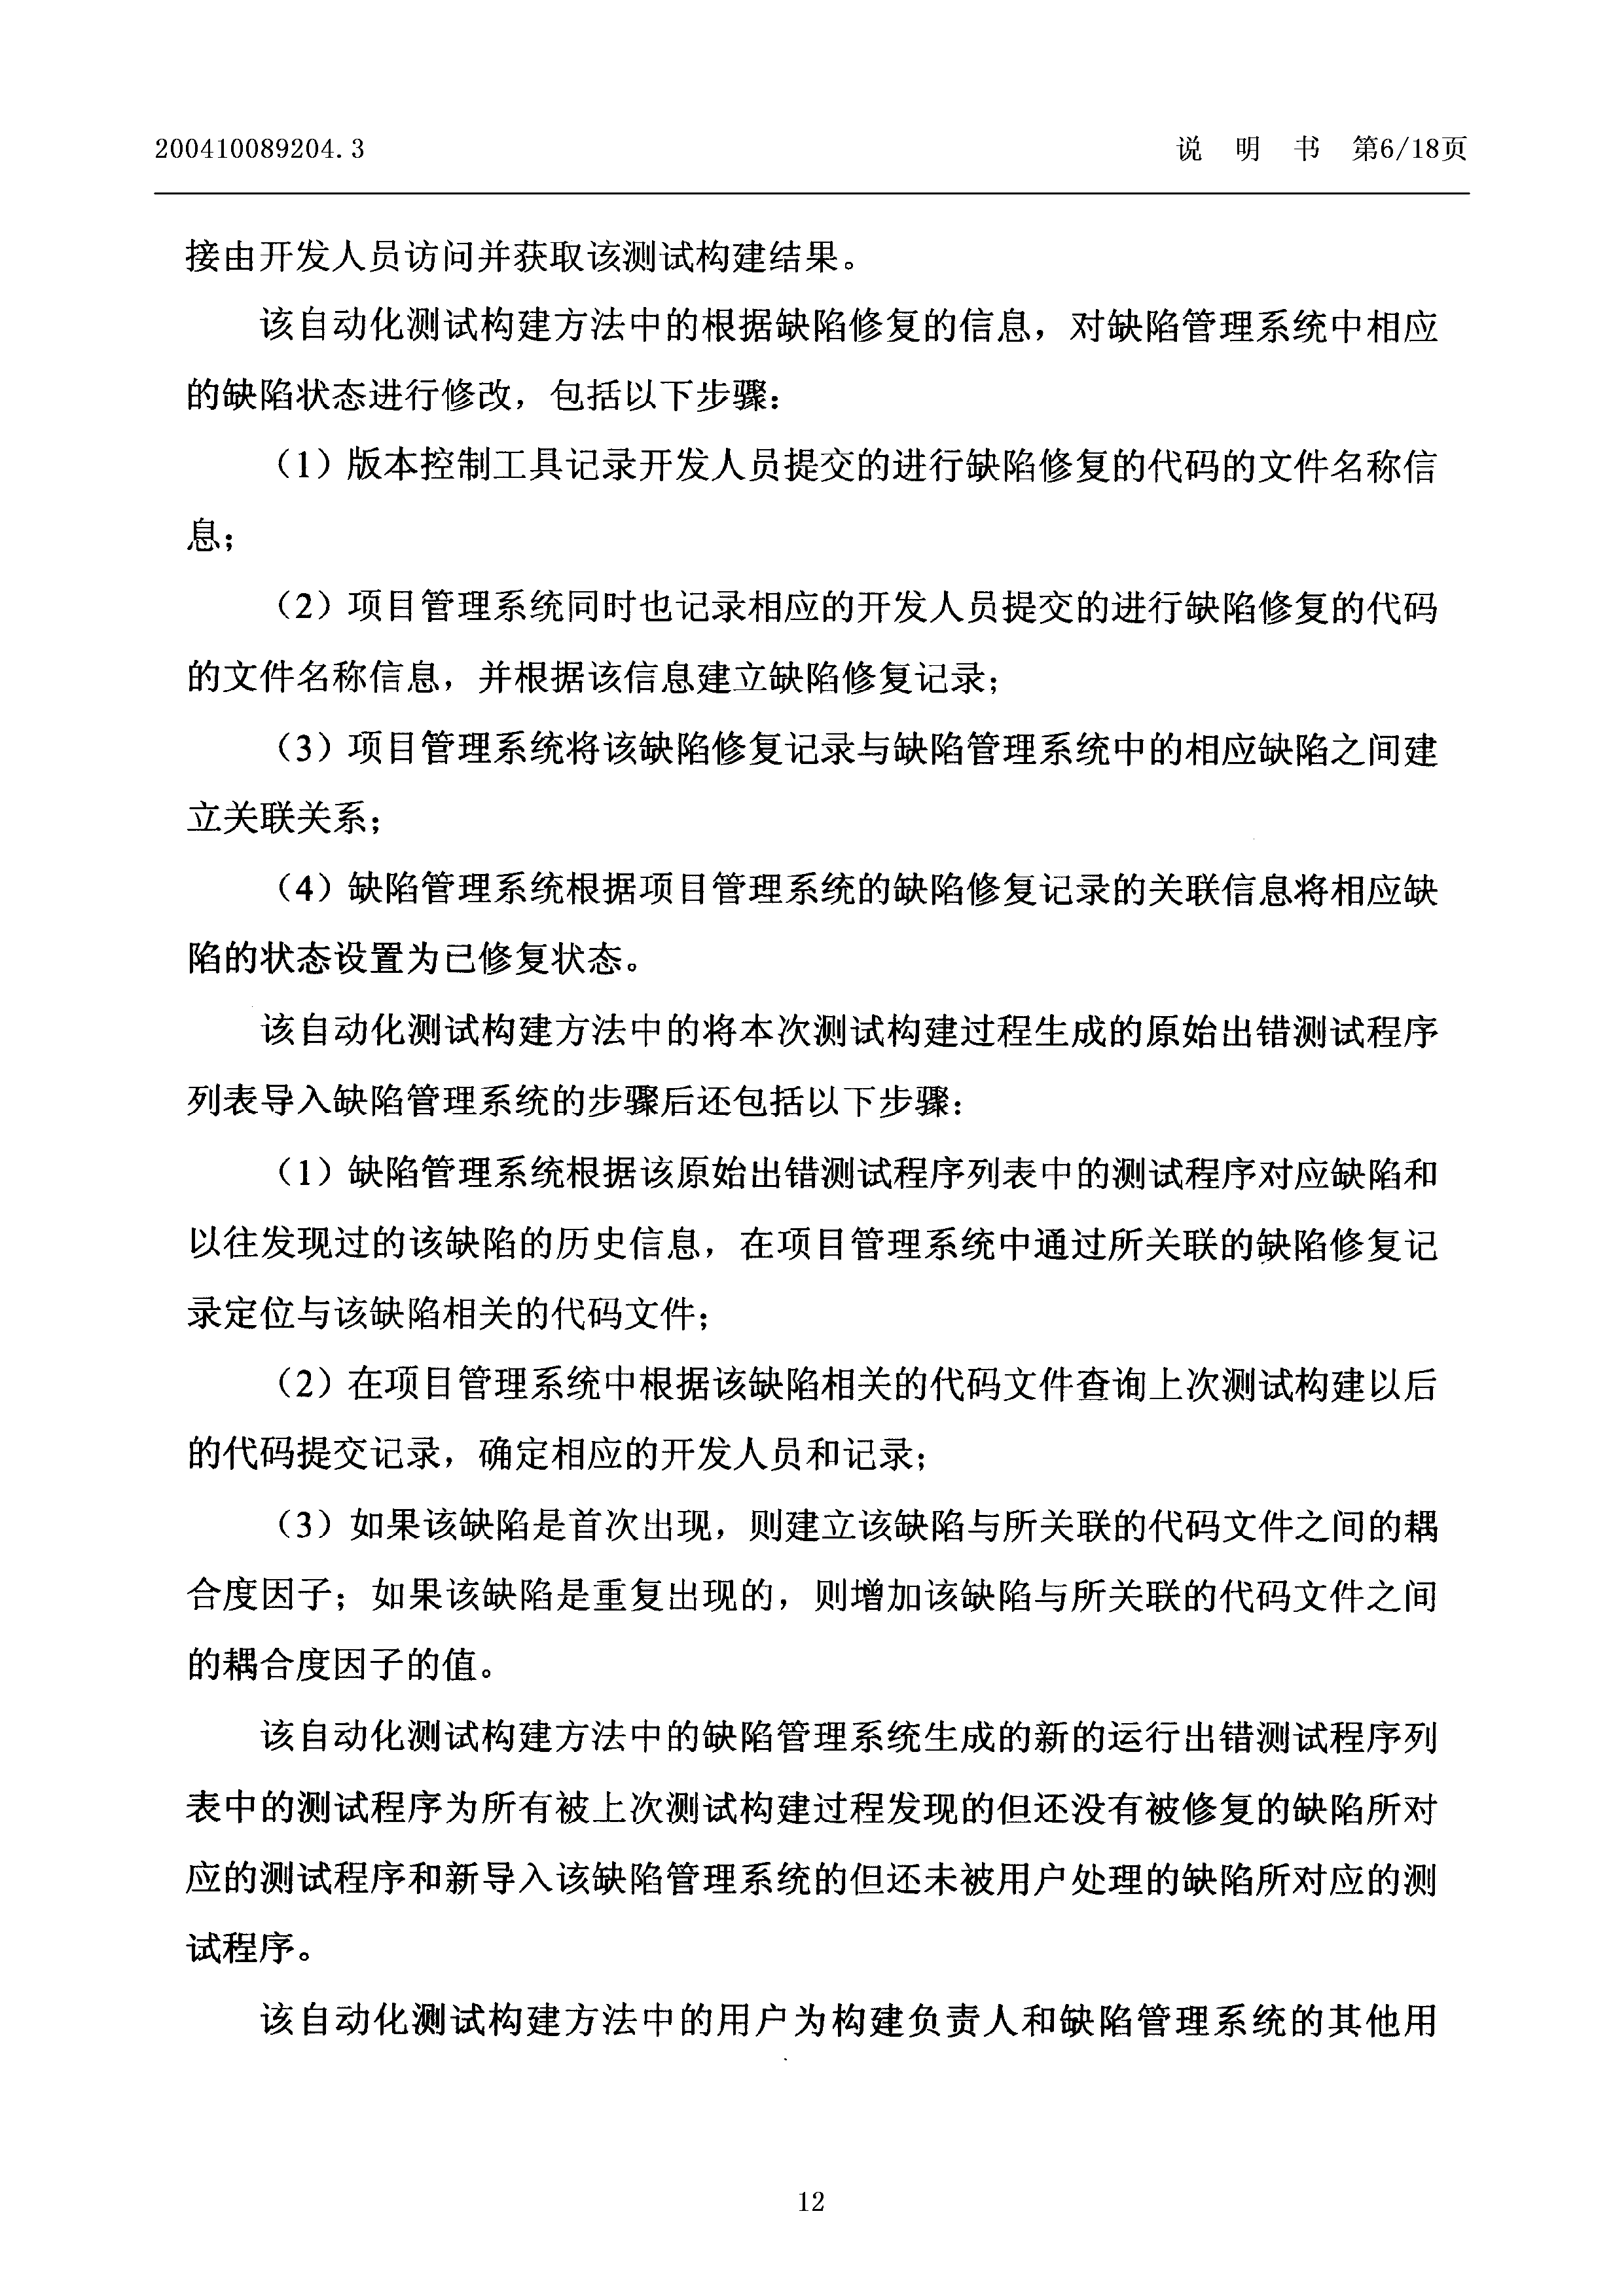 200410089204.3 说 明 书 第6/18页
接由开发人员访问并获取该测试构建结果。
该自动化测试构建方法中的根据缺陷修复的信息，对缺陷管理系统中相应
的缺陷状态进行修改，包括以下步骤：
（1）版本控制工具记录开发人员提交的进行缺陷修复的代码的文件名称信
息；
（2）项目管理系统同时也记录相应的开发人员提交的进行缺陷修复的代码
的文件名称信息，并根据该信息建立缺陷修复记录；
（3）项目管理系统将该缺陷修复记录与缺陷管理系统中的相应缺陷之间建
立关联关系；
（4）缺陷管理系统根据项目管理系统的缺陷修复记录的关联信息将相应缺
陷的状态设置为已修复状态。
该自动化测试构建方法中的将本次测试构建过程生成的原始出错测试程序
列表导入缺陷管理系统的步骤后还包括以下步骤：
（1）缺陷管理系统根据该原始出错测试程序列表中的测试程序对应缺陷和
以往发现过的该缺陷的历史信息，在项目管理系统中通过所关联的缺陷修复记
录定位与该缺陷相关的代码文件；
（2）在项目管理系统中根据该缺陷相关的代码文件查询上次测试构建以后
的代码提交记录，确定相应的开发人员和记录；
（3）如果该缺陷是首次出现，则建立该缺陷与所关联的代码文件之间的耦
合度因子；如果该缺陷是重复出现的，则增加该缺陷与所关联的代码文件之间
的耦合度因子的值。
该自动化测试构建方法中的缺陷管理系统生成的新的运行出错测试程序列
表中的测试程序为所有被上次测试构建过程发现的但还没有被修复的缺陷所对
应的测试程序和新导入该缺陷管理系统的但还未被用户处理的缺陷所对应的测
试程序。
该自动化测试构建方法中的用户为构建负责人和缺陷管理系统的其他用
12